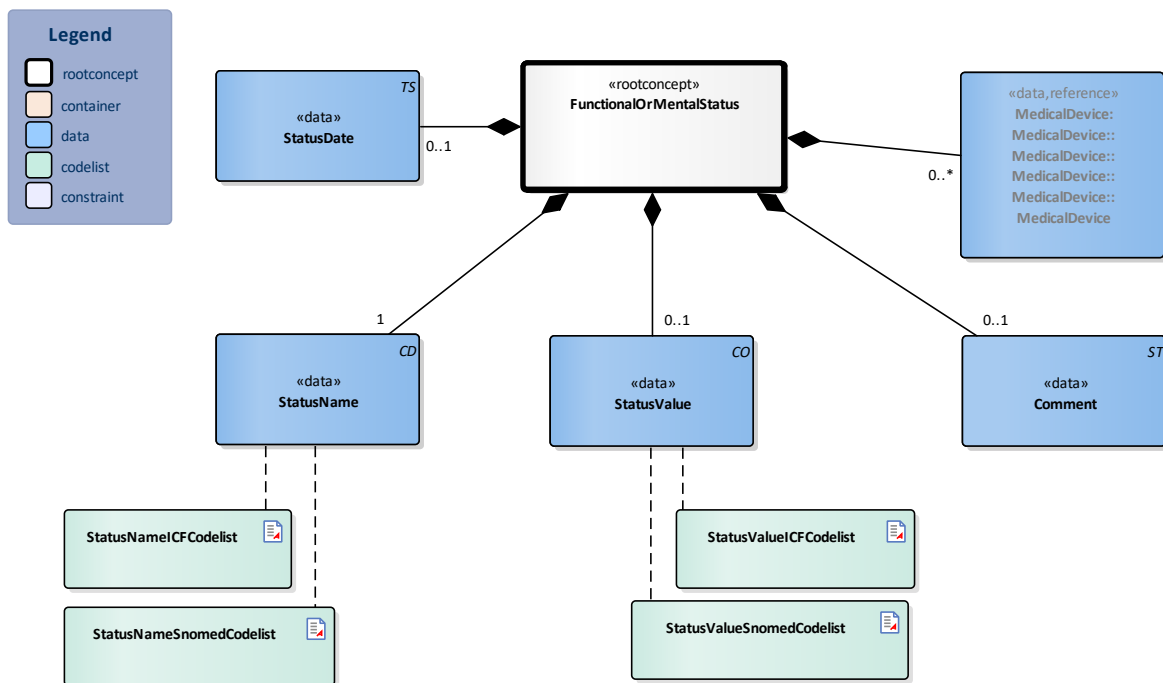 Legend
rootconcept
container
data
codelist
constraint
TS
«data»
StatusDate
0..1
«rootconcept»
FunctionalOrMentalStatus
«data,reference»
MedicalDevice:
MedicalDevice::
MedicalDevice::
MedicalDevice::
MedicalDevice::
MedicalDevice
0..*
1
0..1
0..1
CD
«data»
StatusName
CO
«data»
StatusValue
ST
«data»
Comment
StatusNameICFCodelist
StatusValueICFCodelist
StatusNameSnomedCodelist
StatusValueSnomedCodelist